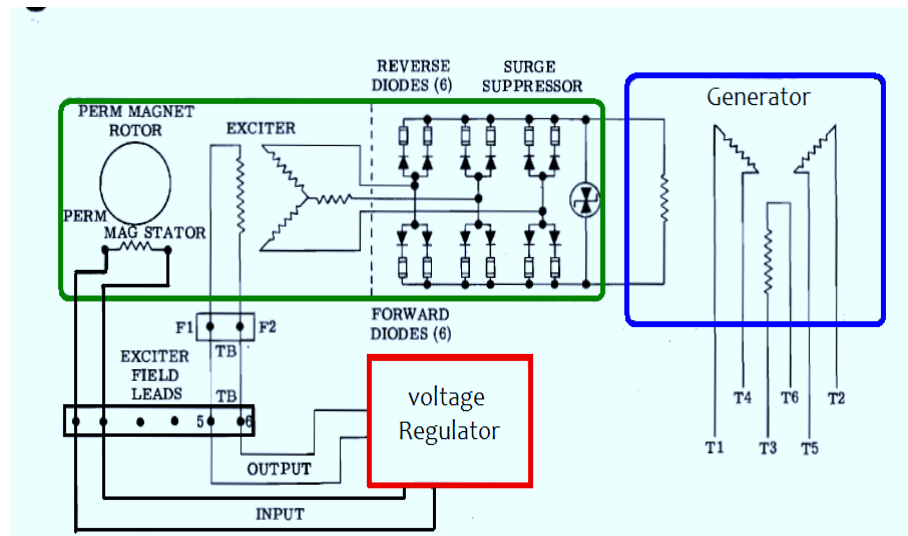 REVERSE
DIODES (6)
SURGE
SUPPRESSOR
Generator
PERM MAGNET
ROTOR
EXCITER
PERM
MAG STATOR
FORWARD
DIODES (6)
F1
F2
TB
EXCITER
FIELD
LEADS
TB
5
6
voltage
Regulator
OUTPUT
INPUT
T4
T6
T2
T1
T3
T5